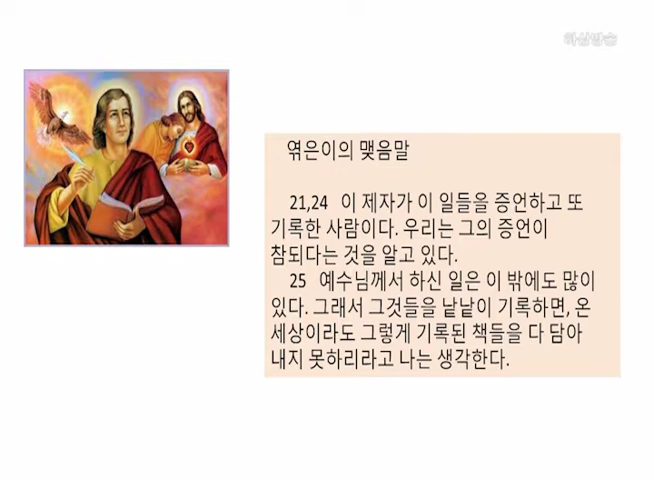 하상방송
엮은이의 맺음말
21,24 이 제자가 이 일들을 증언하고 또
기록한 사람이다. 우리는 그의 증언이
참되다는 것을 알고 있다.
25 예수님께서 하신 일은 이 밖에도 많이
있다. 그래서 그것들을 낱낱이 기록하면, 온
세상이라도 그렇게 기록된 책들을 다 담아
내지 못하리라고 나는 생각한다.